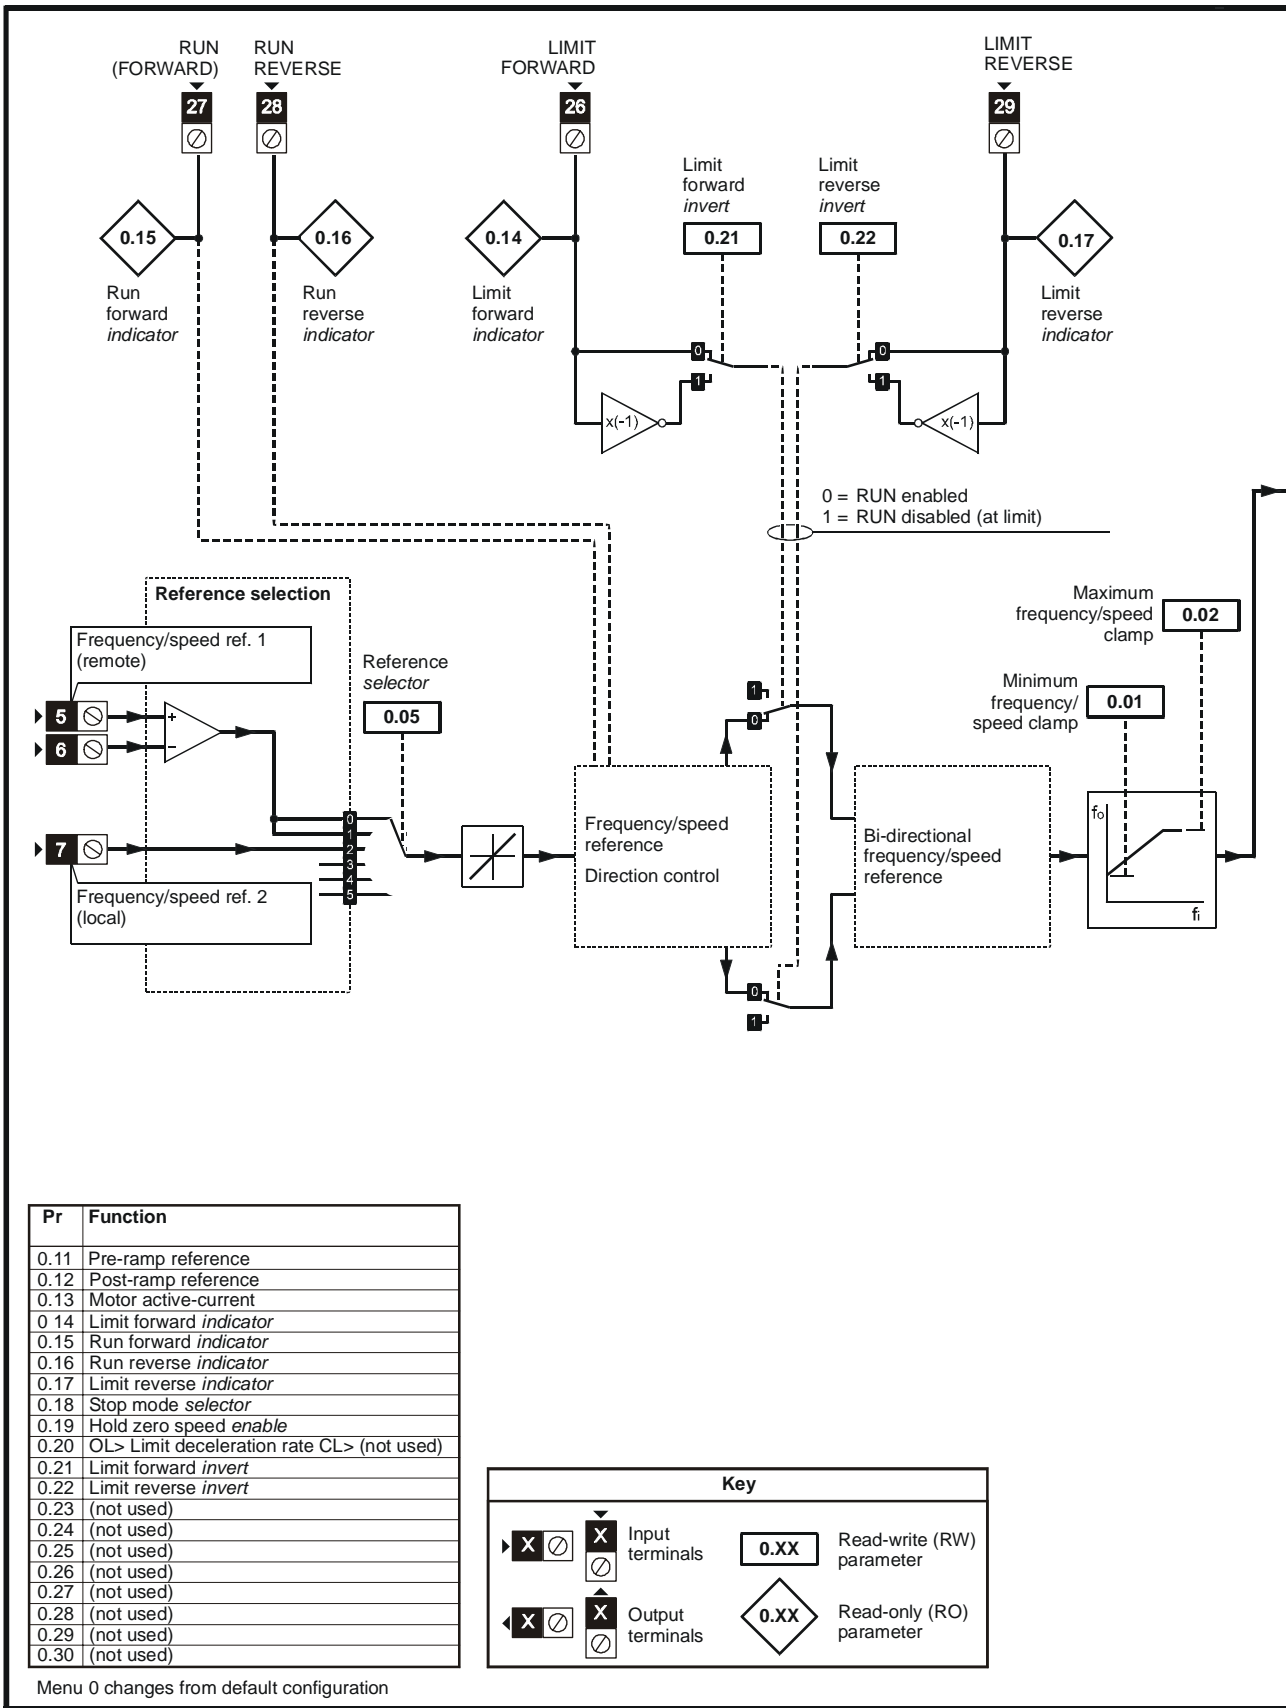 RUN
(FORWARD)
RUN
REVERSE
LIMIT
FORWARD
LIMIT
REVERSE
27
28
26
29
Limit
forward
invert
Limit
reverse
invert
0.15
0.16
0.14
0.21
0.22
0.17
Run
forward
indicator
Run
reverse
indicator
Limit
forward
indicator
Limit
reverse
indicator
0
1
0
1
x(-1)
x(-1)
0 = RUN enabled
1 = RUN disabled (at limit)
Reference selection
Frequency/speed ref. 1
(remote)
Reference
selector
0.05
5
+
6
–
7
0
1
2
3
4
5
Frequency/speed ref. 2
(local)
Frequency/speed
reference
Direction control
1
0
0
1
Bi-directional
frequency/speed
reference
Maximum
frequency/speed
clamp
0.02
Minimum
frequency/
speed clamp
0.01
fo
fi
Pr Function
0.11 Pre-ramp reference
0.12 Post-ramp reference
0.13 Motor active-current
0 14 Limit forward indicator
0.15 Run forward indicator
0.16 Run reverse indicator
0.17 Limit reverse indicator
0.18 Stop mode selector
0.19 Hold zero speed enable
0.20 OL> Limit deceleration rate CL> (not used)
0.21 Limit forward invert
0.22 Limit reverse invert
0.23 (not used)
0.24 (not used)
0.25 (not used)
0.26 (not used)
0.27 (not used)
0.28 (not used)
0.29 (not used)
0.30 (not used)
Menu 0 changes from default configuration
Key
X
X
Input
terminals
0.XX
Read-write (RW)
parameter
X
X
Output
terminals
0.XX
Read-only (RO)
parameter